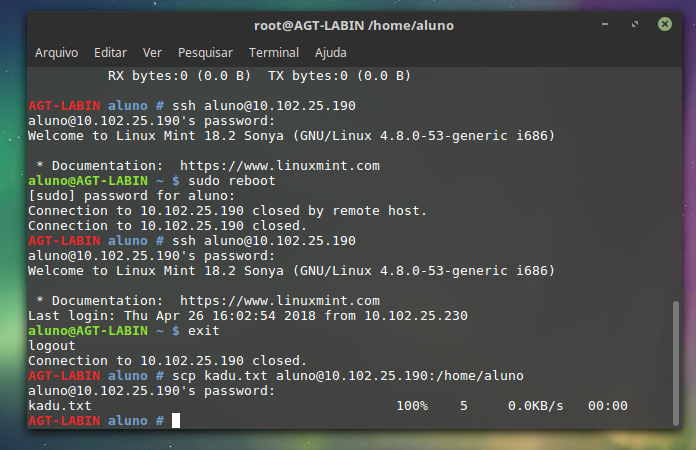 root@AGT-LABIN /home/aluno
Arquivo Editar Ver Pesquisar Terminal Ajuda
RX bytes:0 (0.0 B)  TX bytes:0 (0.0 B)
AGT-LABIN aluno # ssh aluno@10.102.25.190
aluno@10.102.25.190's password:
Welcome to Linux Mint 18.2 Sonya (GNU/Linux 4.8.0-53-generic i686)
* Documentation:  https://www.linuxmint.com
aluno@AGT-LABIN ~ $ sudo reboot
[sudo] password for aluno:
Connection to 10.102.25.190 closed by remote host.
Connection to 10.102.25.190 closed.
AGT-LABIN aluno # ssh aluno@10.102.25.190
aluno@10.102.25.190's password:
Welcome to Linux Mint 18.2 Sonya (GNU/Linux 4.8.0-53-generic i686)
* Documentation:  https://www.linuxmint.com
Last login: Thu Apr 26 16:02:54 2018 from 10.102.25.230
aluno@AGT-LABIN ~ $ exit
logout
Connection to 10.102.25.190 closed.
AGT-LABIN aluno # scp kadu.txt aluno@10.102.25.190:/home/aluno
aluno@10.102.25.190's password:
kadu.txt 100% 5 0.0KB/s 00:00
AGT-LABIN aluno #